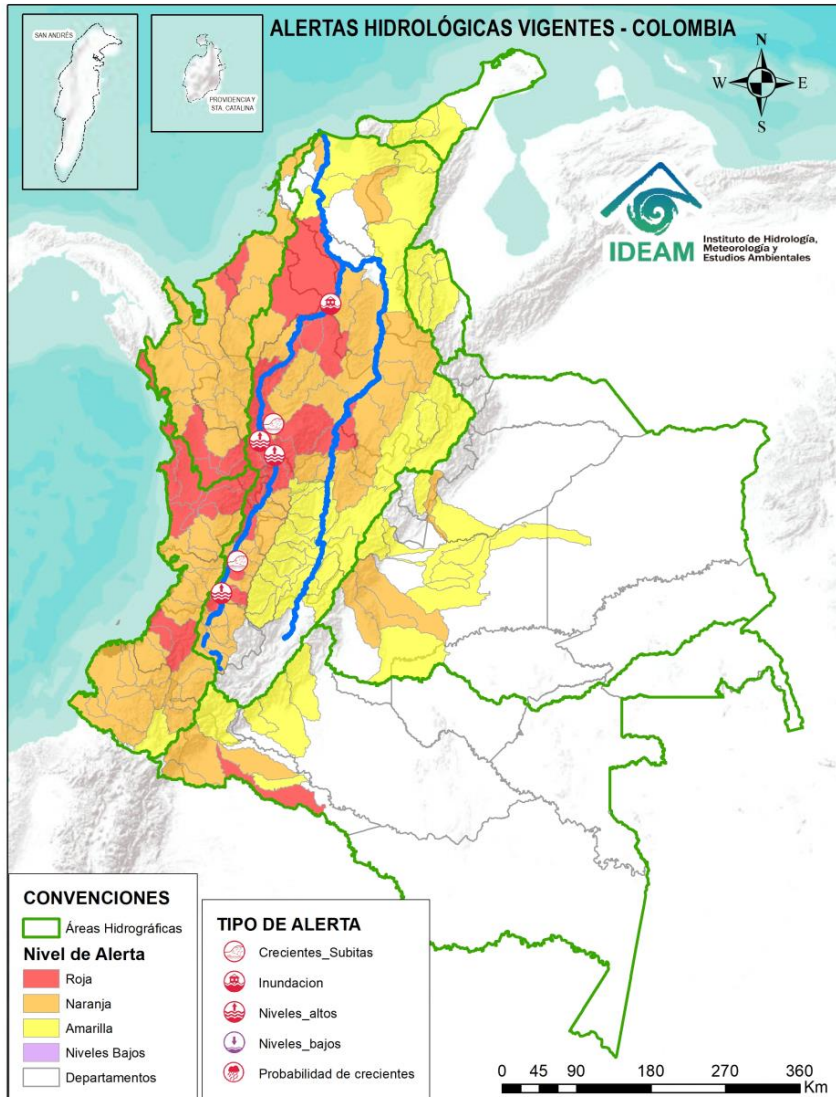 ALERTAS HIDROLÓGICAS VIGENTES - COLOMBIA
SAN ANDRÉS
PROVIDENCIA Y
STA. CATALINA
N
W
E
S
IDEAM
Instituto de Hidrología,
Meteorología y
Estudios Ambientales
CONVENCIONES
Áreas Hidrográficas
Nivel de Alerta
Roja
Naranja
Amarilla
Niveles Bajos
Departamentos
TIPO DE ALERTA
Crecientes_Subitas
Inundacion
Niveles_altos
Niveles_bajos
Probabilidad de crecientes
0 45 90 180 270 360
Km